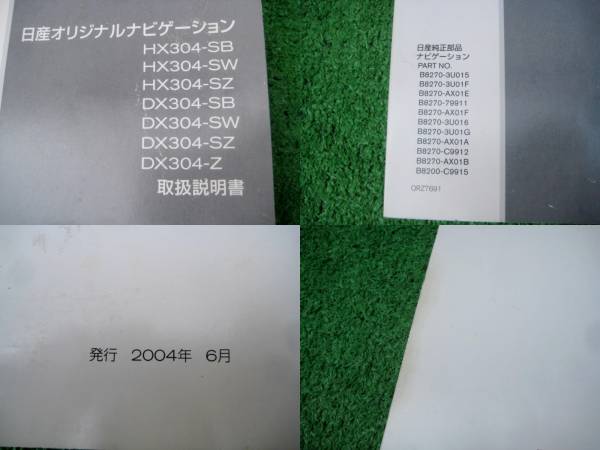 日産オリジナルナビゲーション
HX304-SB
HX304-SW
HX304-SZ
DX304-SB
DX304-SW
DX304-SZ
DX304-Z
取扱説明書
日産純正部品
ナビゲーション
PART NO.
B8270-3U015
B8270-3U01F
B8270-AX01E
B8270-79911
B8270-AX01F
B8270-3U016
B8270-3U01G
B8270-AX01A
B8270-C9912
B8270-AX01B
B8200-C9915
QRZ7691
発行 2004年 6月